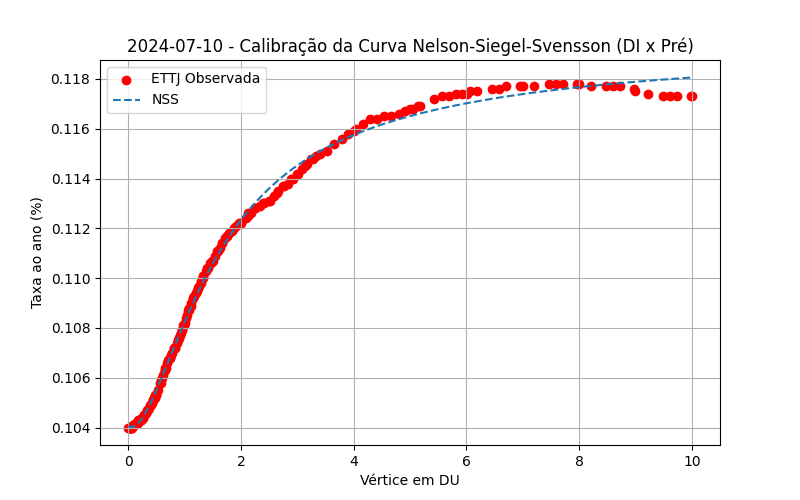 2024-07-10 - Calibração da Curva Nelson-Siegel-Svensson (DI x Pré)
ETTJ Observada
NSS
Taxa ao ano (%)
0.118
0.116
0.114
0.112
0.110
0.108
0.106
0.104
0 2 4 6 8 10
Vértice em DU